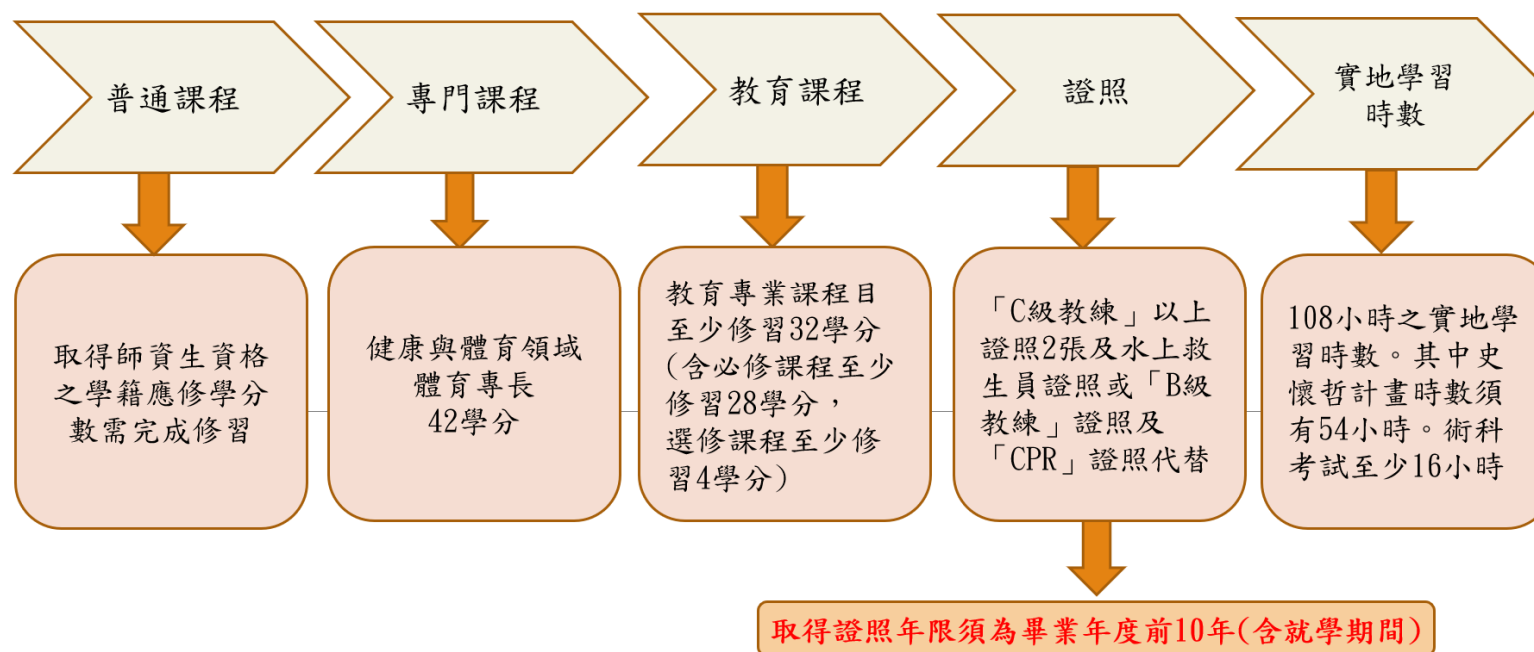 普通課程
專門課程
教育課程
證照
實地學習
時數
取得師資生資格
之學籍應修學分
數需完成修習
健康與體育領域
體育專長
42學分
教育專業課程目
至少修習32學分
(含必修課程至少
修習28學分，
選修課程至少修
習4學分)
「C級教練」以上
證照2張及水上救
生員證照或「B級
教練」證照及
「CPR」證照代替
108小時之實地學
習時數。其中史
懷哲計畫時數須
有54小時。術科
考試至少16小時
取得證照年限須為畢業年度前10年(含就學期間)